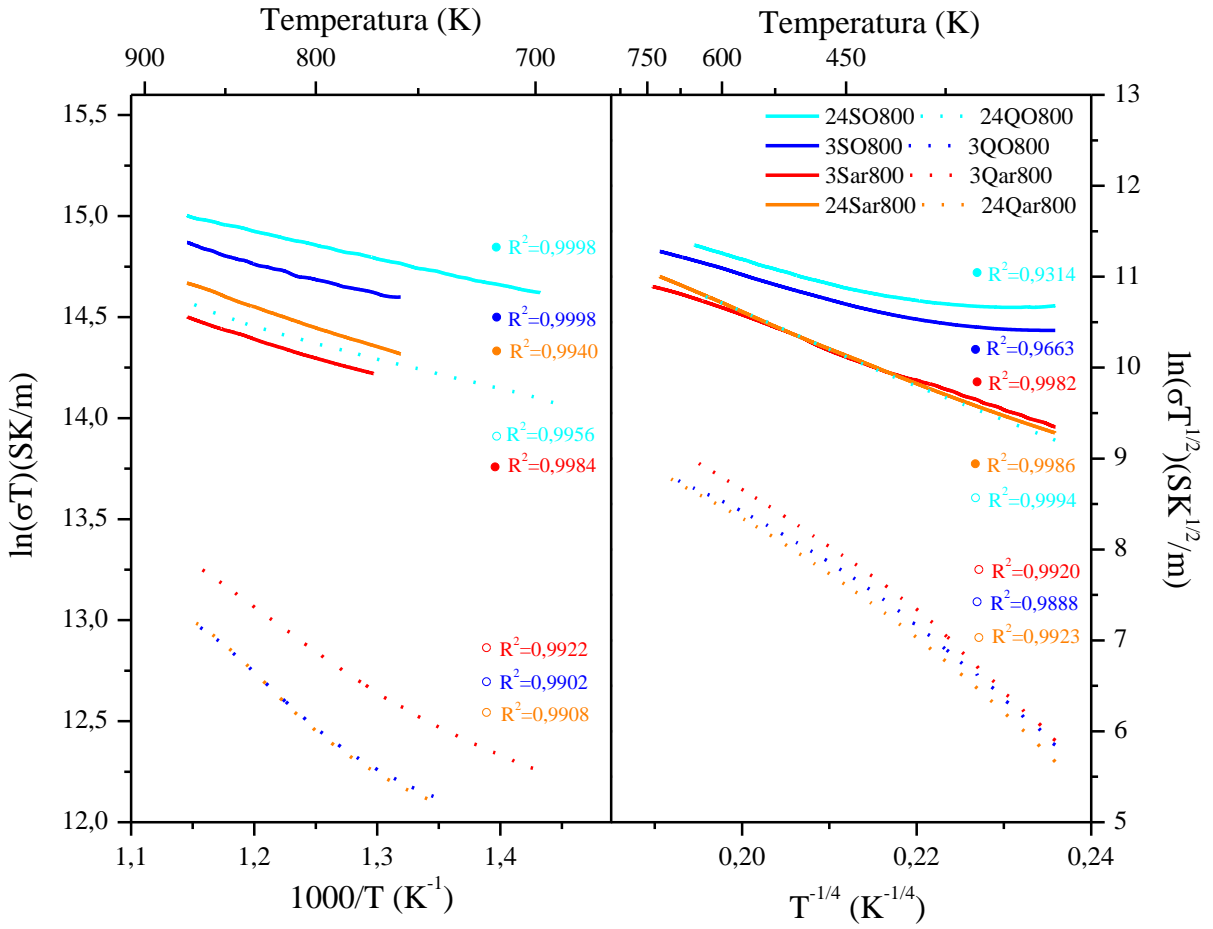 Temperatura (K)
900 800 700
15,5
15,0
14,5
14,0
13,5
13,0
12,5
12,0
ln(σT)(SK/m)
R²=0,9998
R²=0,9998
R²=0,9940
R²=0,9956
R²=0,9984
R²=0,9922
R²=0,9902
R²=0,9908
1,1 1,2 1,3 1,4
1000/T (K⁻¹)
Temperatura (K)
750 600 450
24SO800 24QO800
3SO800 3QO800
3Sar800 3Qar800
24Sar800 24Qar800
R²=0,9314
R²=0,9663
R²=0,9982
R²=0,9986
R²=0,9994
R²=0,9920
R²=0,9888
R²=0,9923
13
12
11
10
9
8
7
6
5
ln(σT^1/2)(SK^1/2/m)
0,20 0,22 0,24
T^-1/4 (K^-1/4)